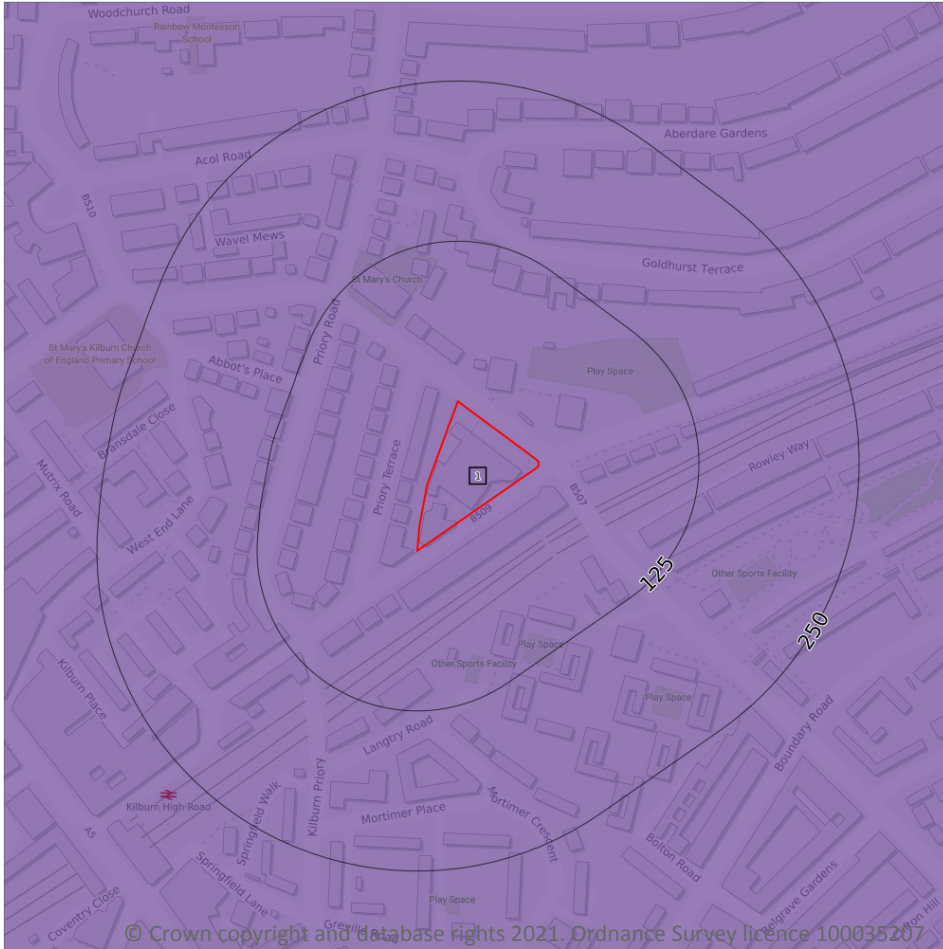 Woodchurch Road
Rainbow Montessori
School
Aberdare Gardens
Acol Road
B510
Wavel Mews
Goldhurst Terrace
St Mary's Church
Priory Road
St Mary's Kilburn Church
of England Primary School
Abbot's Place
Play Space
Bransdale Close
Priory Terrace
Rowley Way
1
Mutrix Road
West End Lane
B509
B507
125
Other Sports Facility
250
Play Space
Other Sports Facility
Kilburn Place
Play Space
Langtry Road
Boundary Road
Kilburn High Road
Springfield Walk
Kilburn Priory
Mortimer Place
Mortimer Crescent
A5
Bolton Road
Springfield Lane
Coventry Close
Play Space
Belgrave Gardens
© Crown copyright and database rights 2021. Ordnance Survey licence 100035207